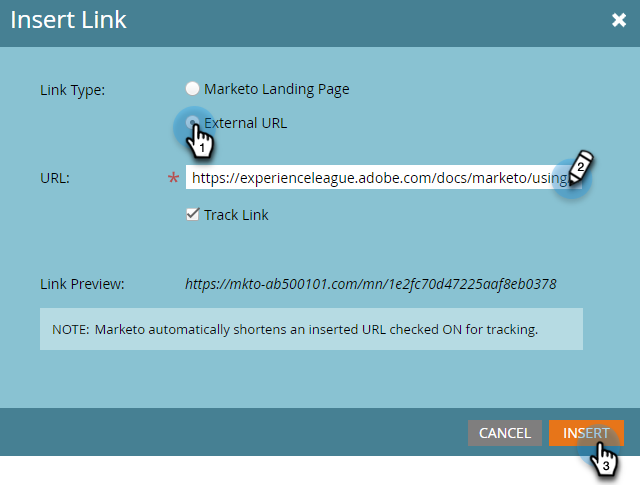 Insert Link
Link Type:
Marketo Landing Page
External URL
1
URL:
* https://experienceleague.adobe.com/docs/marketo/using
2
Track Link
Link Preview:
https://mkto-ab500101.com/mn/1e2fc70d47225aaf8eb0378
NOTE: Marketo automatically shortens an inserted URL checked ON for tracking.
CANCEL
INSERT
3